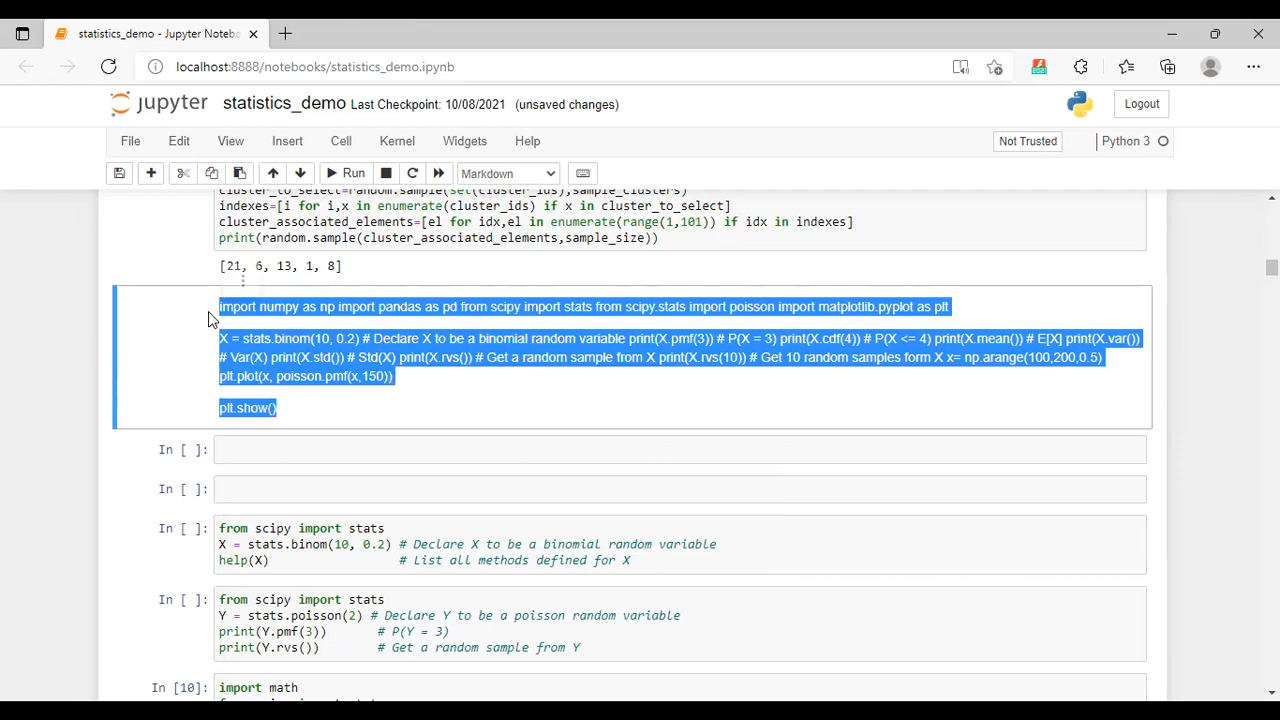 statistics_demo - Jupyter Notebo
localhost:8888/notebooks/statistics_demo.ipynb
jupyter statistics_demo Last Checkpoint: 10/08/2021 (unsaved changes) Logout
File Edit View Insert Cell Kernel Widgets Help Not Trusted Python 3
Run Markdown
cluster_to_select=random.sample(set(cluster_ids),sample_clusters)
indexes=[i for i,x in enumerate(cluster_ids) if x in cluster_to_select]
cluster_associated_elements=[el for idx,el in enumerate(range(1,101)) if idx in indexes]
print(random.sample(cluster_associated_elements,sample_size))
[21, 6, 13, 1, 8]
import numpy as np import pandas as pd from scipy import stats from scipy.stats import poisson import matplotlib.pyplot as plt
X = stats.binom(10, 0.2) # Declare X to be a binomial random variable print(X.pmf(3)) # P(X = 3) print(X.cdf(4)) # P(X <= 4) print(X.mean()) # E[X] print(X.var())
# Var(X) print(X.std()) # Std(X) print(X.rvs()) # Get a random sample from X print(X.rvs(10)) # Get 10 random samples form X x= np.arange(100,200,0.5)
plt.plot(x, poisson.pmf(x,150))
plt.show()
In [ ]:
In [ ]:
In [ ]: from scipy import stats
X = stats.binom(10, 0.2) # Declare X to be a binomial random variable
help(X) # List all methods defined for X
In [ ]: from scipy import stats
Y = stats.poisson(2) # Declare Y to be a poisson random variable
print(Y.pmf(3)) # P(Y = 3)
print(Y.rvs()) # Get a random sample from Y
In [10]: import math